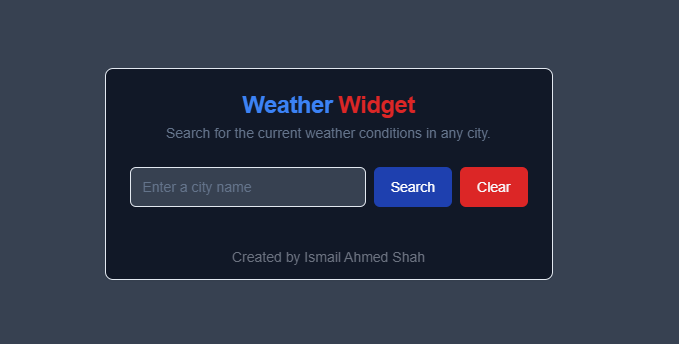 Weather Widget
Search for the current weather conditions in any city.
Enter a city name
Search
Clear
Created by Ismail Ahmed Shah